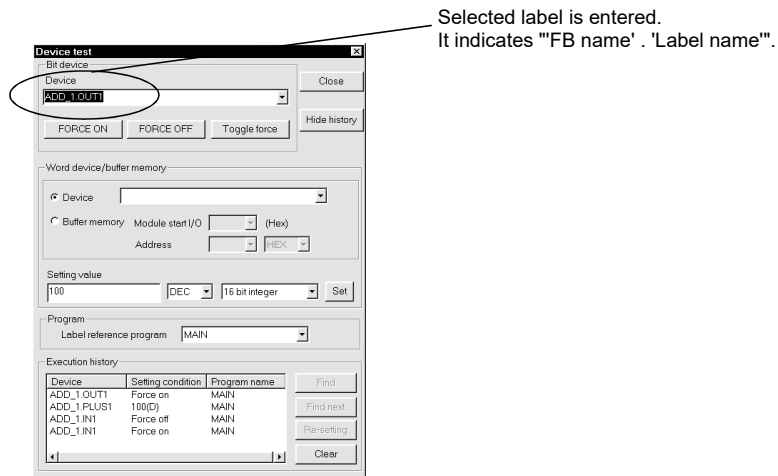 Selected label is entered.
It indicates "'FB name' . 'Label name'".
Device test
Bit device
Device
Close
ADD_1.OUT1
Hide history
FORCE ON FORCE OFF Toggle force
Word device/buffer memory
Device
Buffer memory Module start I/O (Hex)
Address HEX
Setting value
100 DEC 16 bit integer Set
Program
Label reference program MAIN
Execution history
Device Setting condition Program name Find
ADD_1.OUT1 Force on MAIN
ADD_1.PLUS1 100(D) MAIN Find next
ADD_1.IN1 Force off MAIN
ADD_1.IN1 Force on MAIN Re-setting
Clear